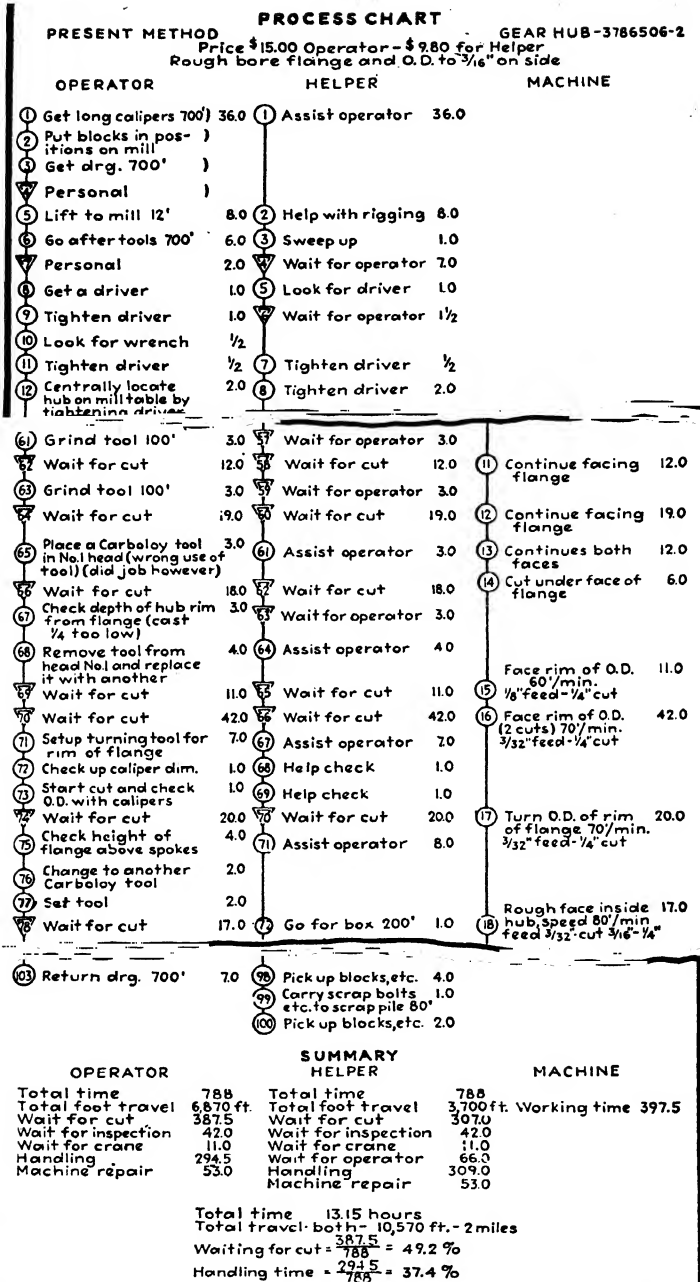 PROCESS CHART
PRESENT METHOD GEAR HUB-3786506-2
Price $15.00 Operator-$9.80 for Helper
Rough bore flange and O.D. to 3/16" on side
OPERATOR HELPER MACHINE
1 Get long calipers 700') 36.0 1 Assist operator 36.0
2 Put blocks in pos- )
itions on mill
3 Get drg. 700' )
4 Personal )
5 Lift to mill 12' 8.0 2 Help with rigging 8.0
6 Go after tools 700' 6.0 3 Sweep up 1.0
7 Personal 2.0 4 Wait for operator 7.0
8 Get a driver 1.0 5 Look for driver 1.0
9 Tighten driver 1.0 6 Wait for operator 1½
10 Look for wrench ½
11 Tighten driver ½ 7 Tighten driver ½
12 Centrally locate 2.0 8 Tighten driver 2.0
hub on mill table by
tightening driver
61 Grind tool 100' 3.0 57 Wait for operator 3.0
62 Wait for cut 12.0 58 Wait for cut 12.0 11 Continue facing 12.0
flange
63 Grind tool 100' 3.0 59 Wait for operator 3.0
64 Wait for cut 19.0 60 Wait for cut 19.0 12 Continue facing 19.0
flange
65 Place a Carboloy tool 3.0 61 Assist operator 3.0 13 Continues both 12.0
in No.1 head (wrong use of faces
tool) (did job however)
66 Wait for cut 18.0 62 Wait for cut 18.0 14 Cut under face of 6.0
flange
67 Check depth of hub rim 3.0 63 Wait for operator 3.0
from flange (cast
¼ too low)
68 Remove tool from 4.0 64 Assist operator 4.0
head No.1 and replace
it with another
69 Wait for cut 11.0 65 Wait for cut 11.0 15 Face rim of O.D. 11.0
60'/min.
⅛"feed-¼"cut
70 Wait for cut 42.0 66 Wait for cut 42.0 16 Face rim of O.D. 42.0
(2 cuts) 70'/min.
3/32"feed-¼"cut
71 Setup turning tool for 7.0 67 Assist operator 7.0
rim of flange
72 Check up caliper dim. 1.0 68 Help check 1.0
73 Start cut and check 1.0 69 Help check 1.0
O.D. with calipers
74 Wait for cut 20.0 70 Wait for cut 20.0 17 Turn O.D. of rim 20.0
of flange 70'/min.
3/32"feed-¼"cut
75 Check height of 4.0 71 Assist operator 8.0
flange above spokes
76 Change to another 2.0
Carboloy tool
77 Set tool 2.0
78 Wait for cut 17.0 72 Go for box 200' 1.0 18 Rough face inside 17.0
hub, speed 80'/min
feed 3/32"-cut 3/16"-¼"
103 Return drg. 700' 7.0 98 Pick up blocks, etc. 4.0
99 Carry scrap bolts 1.0
etc. to scrap pile 80'
100 Pick up blocks, etc. 2.0
SUMMARY
OPERATOR HELPER MACHINE
Total time 788 Total time 788
Total foot travel 6,870 ft. Total foot travel 3,700 ft. Working time 397.5
Wait for cut 387.5 Wait for cut 307.0
Wait for inspection 42.0 Wait for inspection 42.0
Wait for crane 11.0 Wait for crane 11.0
Handling 294.5 Wait for operator 66.0
Machine repair 53.0 Handling 309.0
Machine repair 53.0
Total time 13.15 hours
Total travel-both- 10,570 ft.- 2 miles
Waiting for cut = 387.5/788 = 49.2 %
Handling time = 294.5/788 = 37.4 %